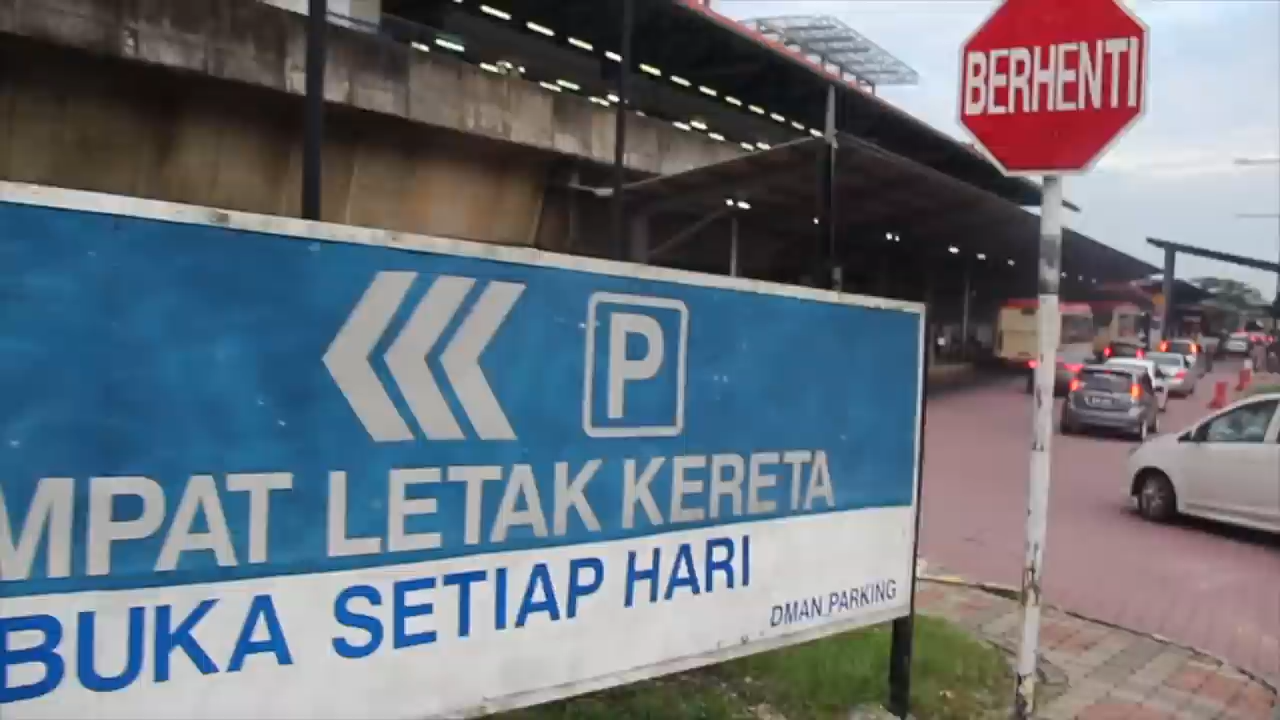 BERHENTI
P
MPAT LETAK KERETA
BUKA SETIAP HARI
DMAN PARKING